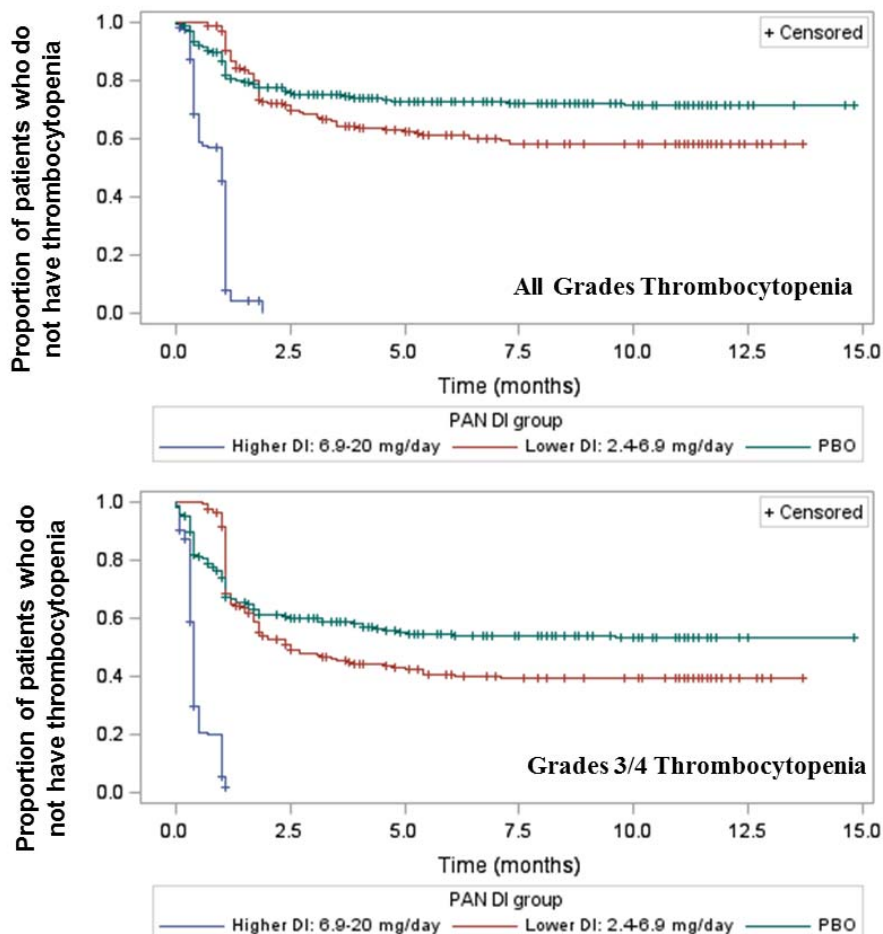 Proportion of patients who do
not have thrombocytopenia
1.0
0.8
0.6
0.4
0.2
0.0
+ Censored
All Grades Thrombocytopenia
0.0 2.5 5.0 7.5 10.0 12.5 15.0
Time (months)
PAN DI group
Higher DI: 6.9-20 mg/day Lower DI: 2.4-6.9 mg/day PBO
Proportion of patients who do
not have thrombocytopenia
1.0
0.8
0.6
0.4
0.2
0.0
+ Censored
Grades 3/4 Thrombocytopenia
0.0 2.5 5.0 7.5 10.0 12.5 15.0
Time (months)
PAN DI group
Higher DI: 6.9-20 mg/day Lower DI: 2.4-6.9 mg/day PBO